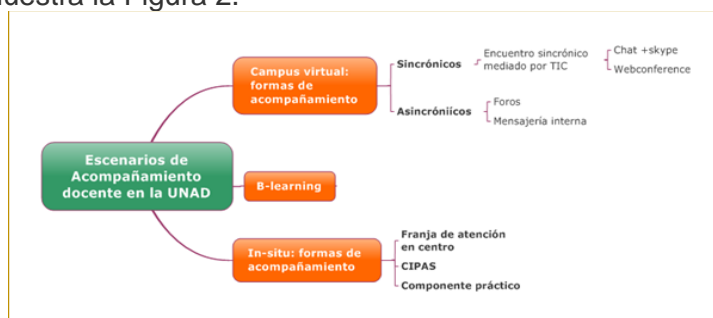 muestra la Figura 2.
Campus virtual:
formas de
acompañamiento
Sincrónicos
Encuentro sincrónico
mediado por TIC
Chat +skype
Webconference
Asincróniicos
Foros
Mensajería interna
Escenarios de
Acompañamiento
docente en la UNAD
B-learning
In-situ: formas de
acompañamiento
Franja de atención
en centro
CIPAS
Componente práctico